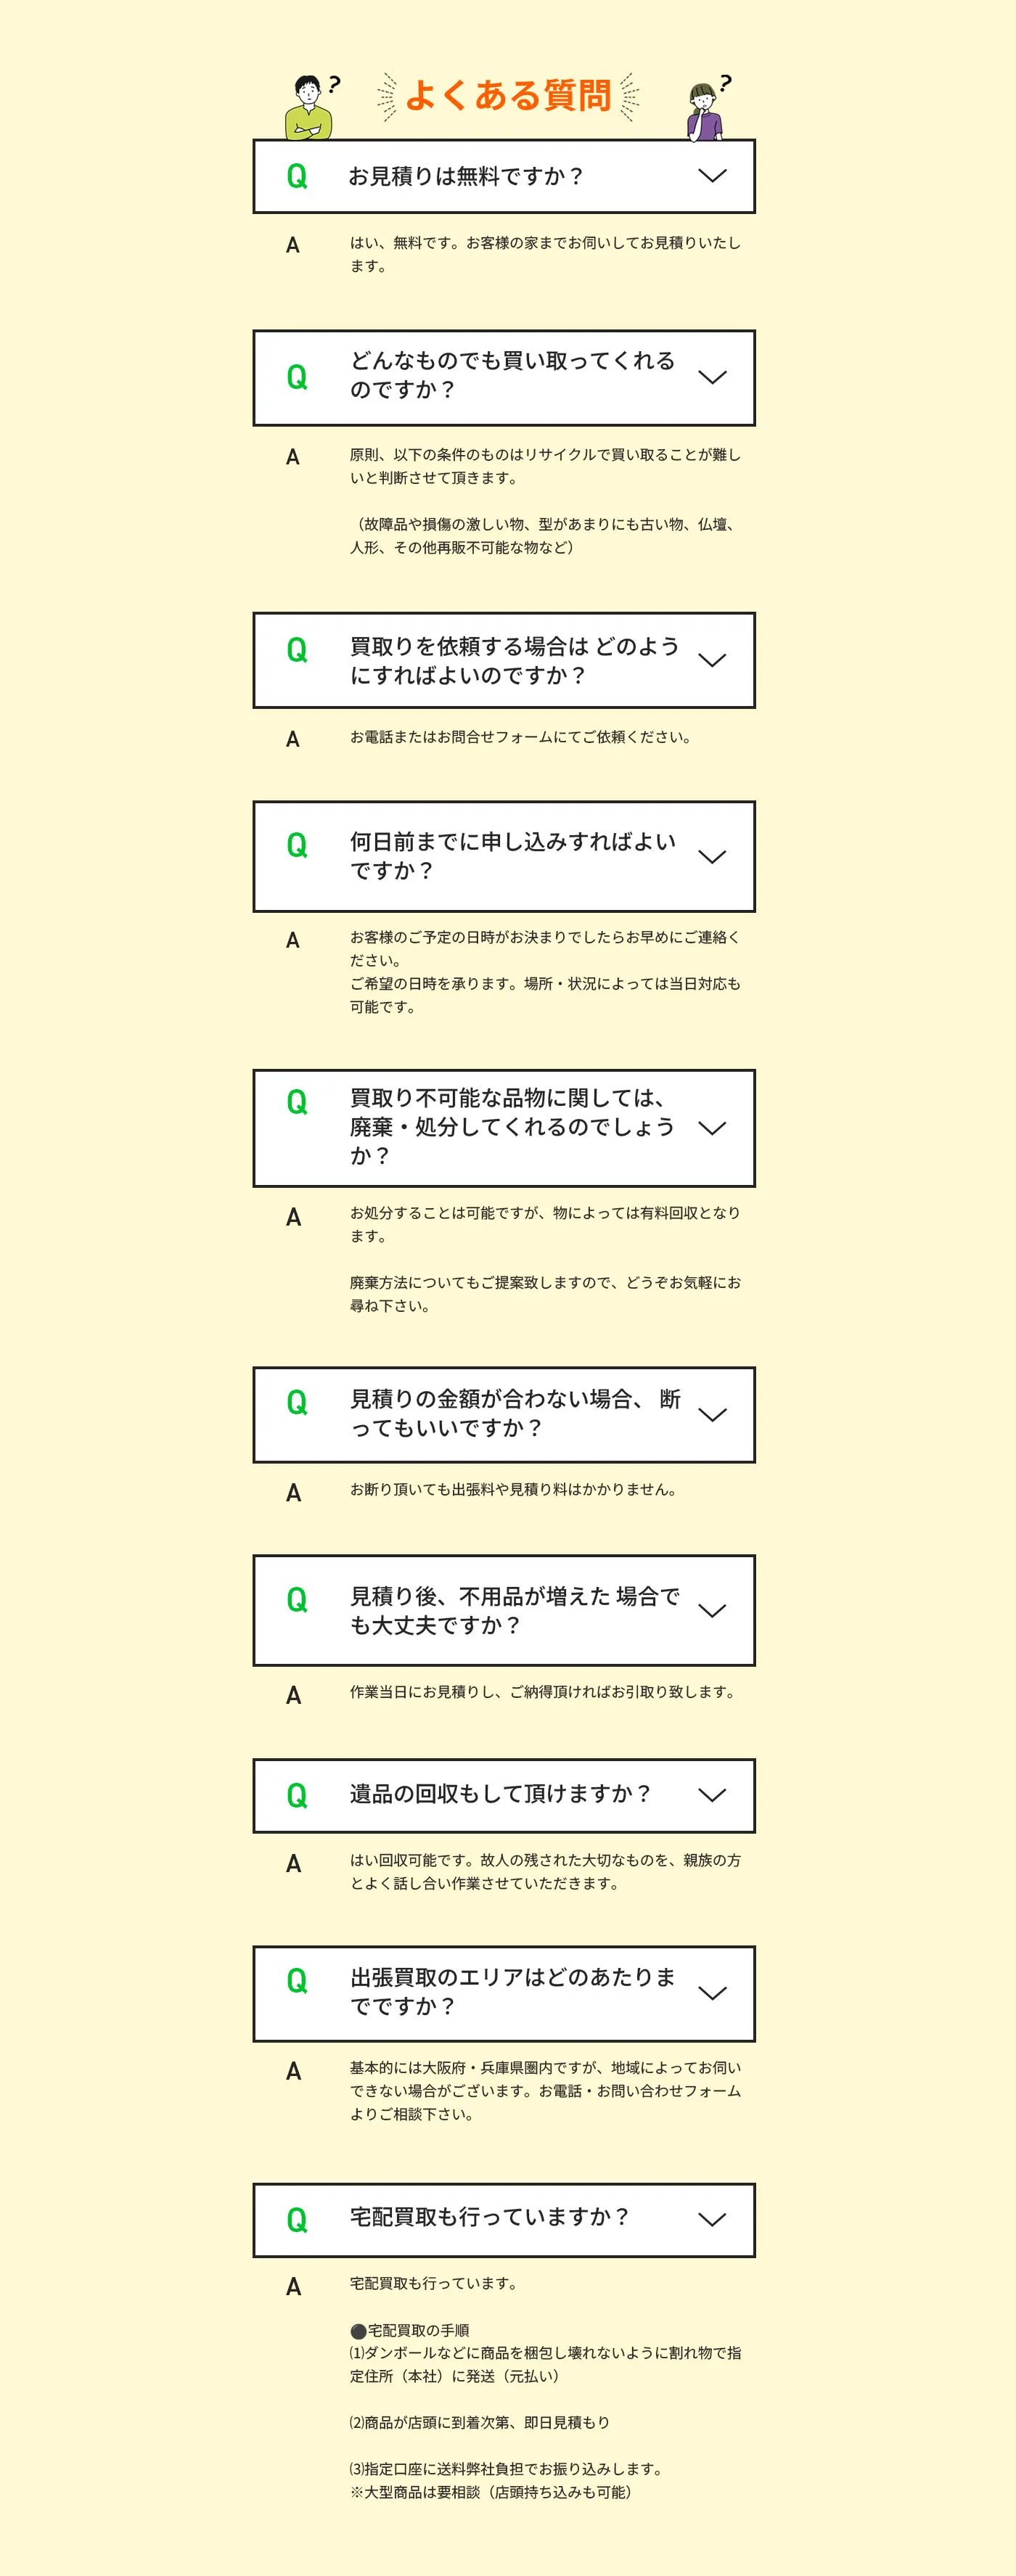 よくある質問
?
?
Q お見積りは無料ですか？
A はい、無料です。お客様の家までお伺いしてお見積りいたし
ます。
Q どんなものでも買い取ってくれる
のですか？
A 原則、以下の条件のものはリサイクルで買い取ることが難し
いと判断させて頂きます。
（故障品や損傷の激しい物、型があまりにも古い物、仏壇、
人形、その他再販不可能な物など）
Q 買取りを依頼する場合は どのよう
にすればよいのですか？
A お電話またはお問合せフォームにてご依頼ください。
Q 何日前までに申し込みすればよい
ですか？
A お客様のご予定の日時がお決まりでしたらお早めにご連絡く
ださい。
ご希望の日時を承ります。場所・状況によっては当日対応も
可能です。
Q 買取り不可能な品物に関しては、
廃棄・処分してくれるのでしょう
か？
A お処分することは可能ですが、物によっては有料回収となり
ます。
廃棄方法についてもご提案致しますので、どうぞお気軽にお
尋ね下さい。
Q 見積りの金額が合わない場合、 断
ってもいいですか？
A お断り頂いても出張料や見積り料はかかりません。
Q 見積り後、不用品が増えた 場合で
も大丈夫ですか？
A 作業当日にお見積りし、ご納得頂ければお引取り致します。
Q 遺品の回収もして頂けますか？
A はい回収可能です。故人の残された大切なものを、親族の方
とよく話し合い作業させていただきます。
Q 出張買取のエリアはどのあたりま
でですか？
A 基本的には大阪府・兵庫県圏内ですが、地域によってお伺い
できない場合がございます。お電話・お問い合わせフォーム
よりご相談下さい。
Q 宅配買取も行っていますか？
A 宅配買取も行っています。
⚫宅配買取の手順
⑴ダンボールなどに商品を梱包し壊れないように割れ物で指
定住所（本社）に発送（元払い）
⑵商品が店頭に到着次第、即日見積もり
⑶指定口座に送料弊社負担でお振り込みします。
※大型商品は要相談（店頭持ち込みも可能）